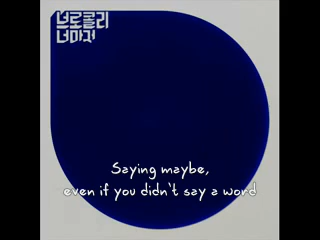 브로콜리
너마저
Saying maybe,
even if you didn't say a word